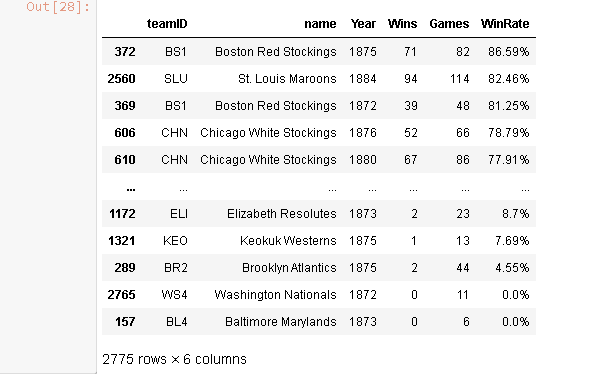 Out[28]:
teamID name Year Wins Games WinRate
372 BS1 Boston Red Stockings 1875 71 82 86.59%
2560 SLU St. Louis Maroons 1884 94 114 82.46%
369 BS1 Boston Red Stockings 1872 39 48 81.25%
606 CHN Chicago White Stockings 1876 52 66 78.79%
610 CHN Chicago White Stockings 1880 67 86 77.91%
... ... ... ... ... ... ...
1172 ELI Elizabeth Resolutes 1873 2 23 8.7%
1321 KEO Keokuk Westerns 1875 1 13 7.69%
289 BR2 Brooklyn Atlantics 1875 2 44 4.55%
2765 WS4 Washington Nationals 1872 0 11 0.0%
157 BL4 Baltimore Marylands 1873 0 6 0.0%
2775 rows × 6 columns